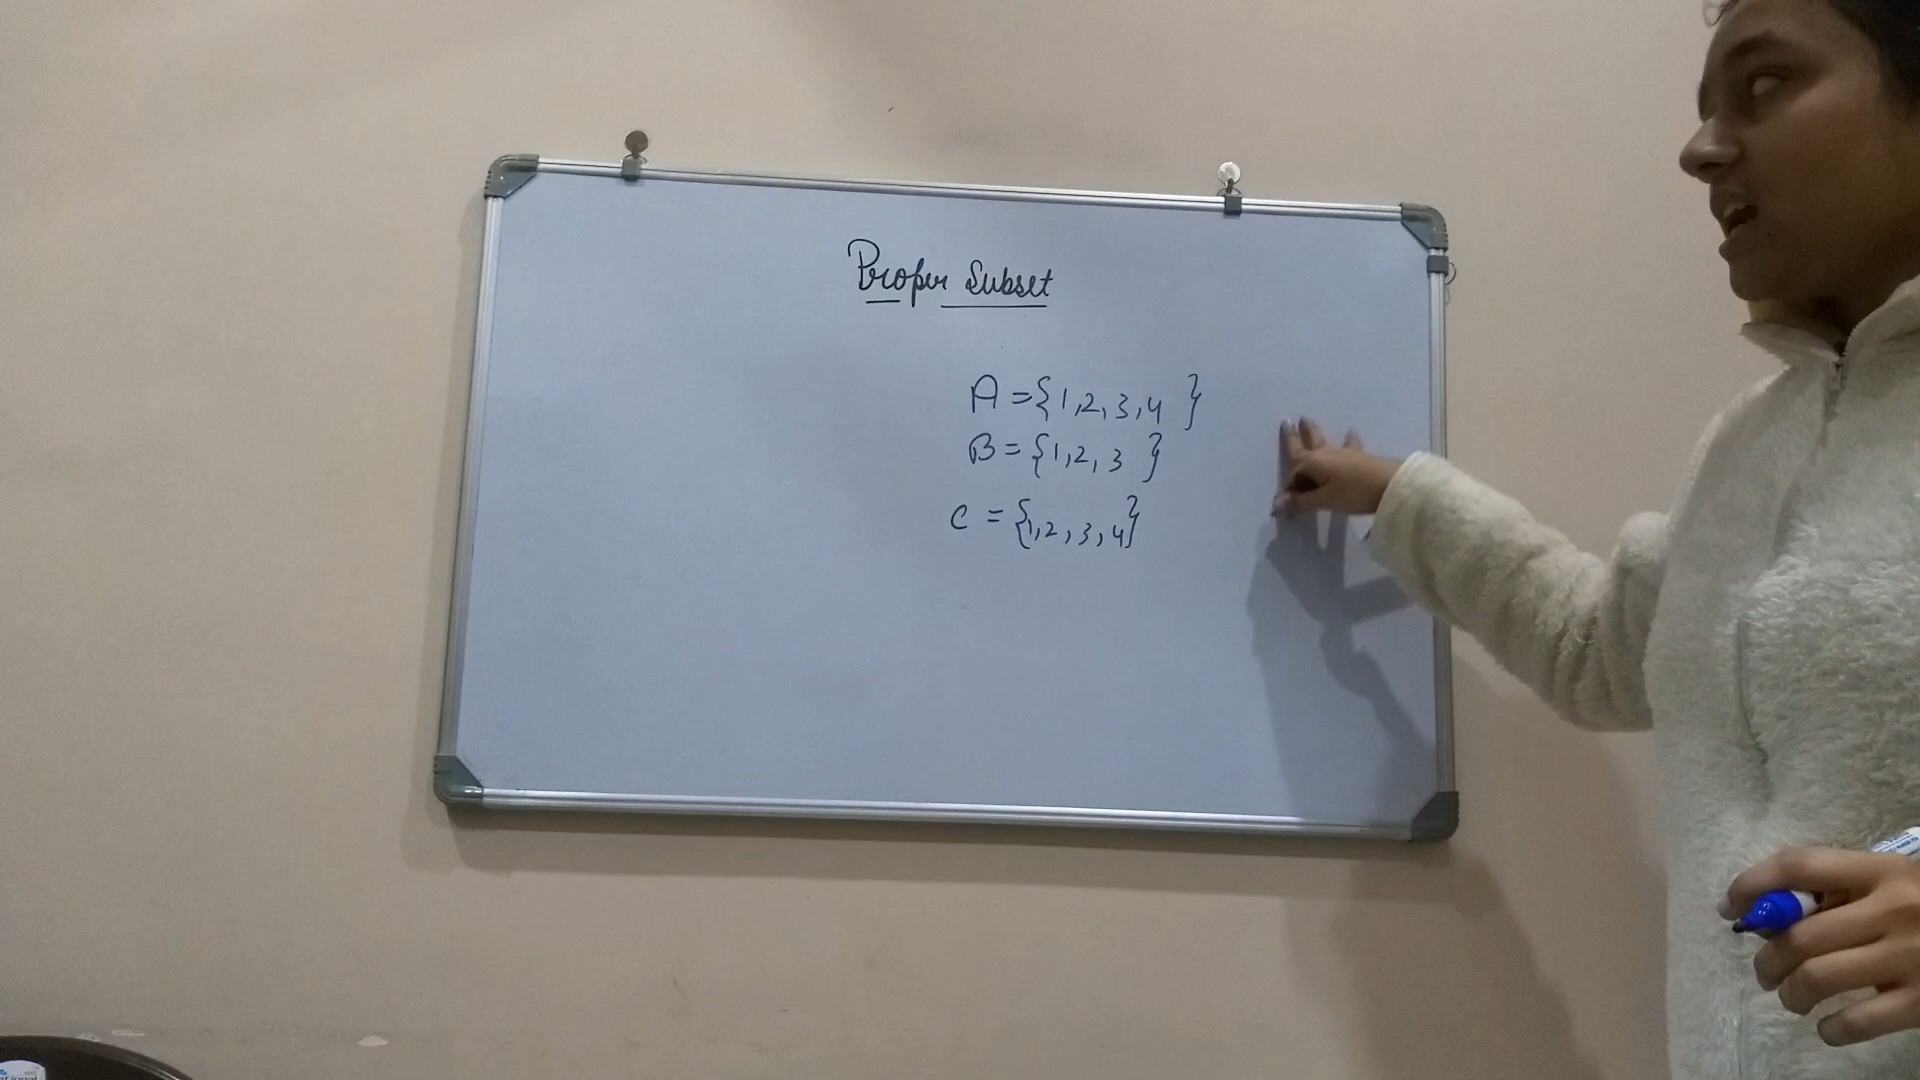 Proper Subset
A = {1,2,3,4 }
B = {1,2,3 }
C = {1,2,3,4}